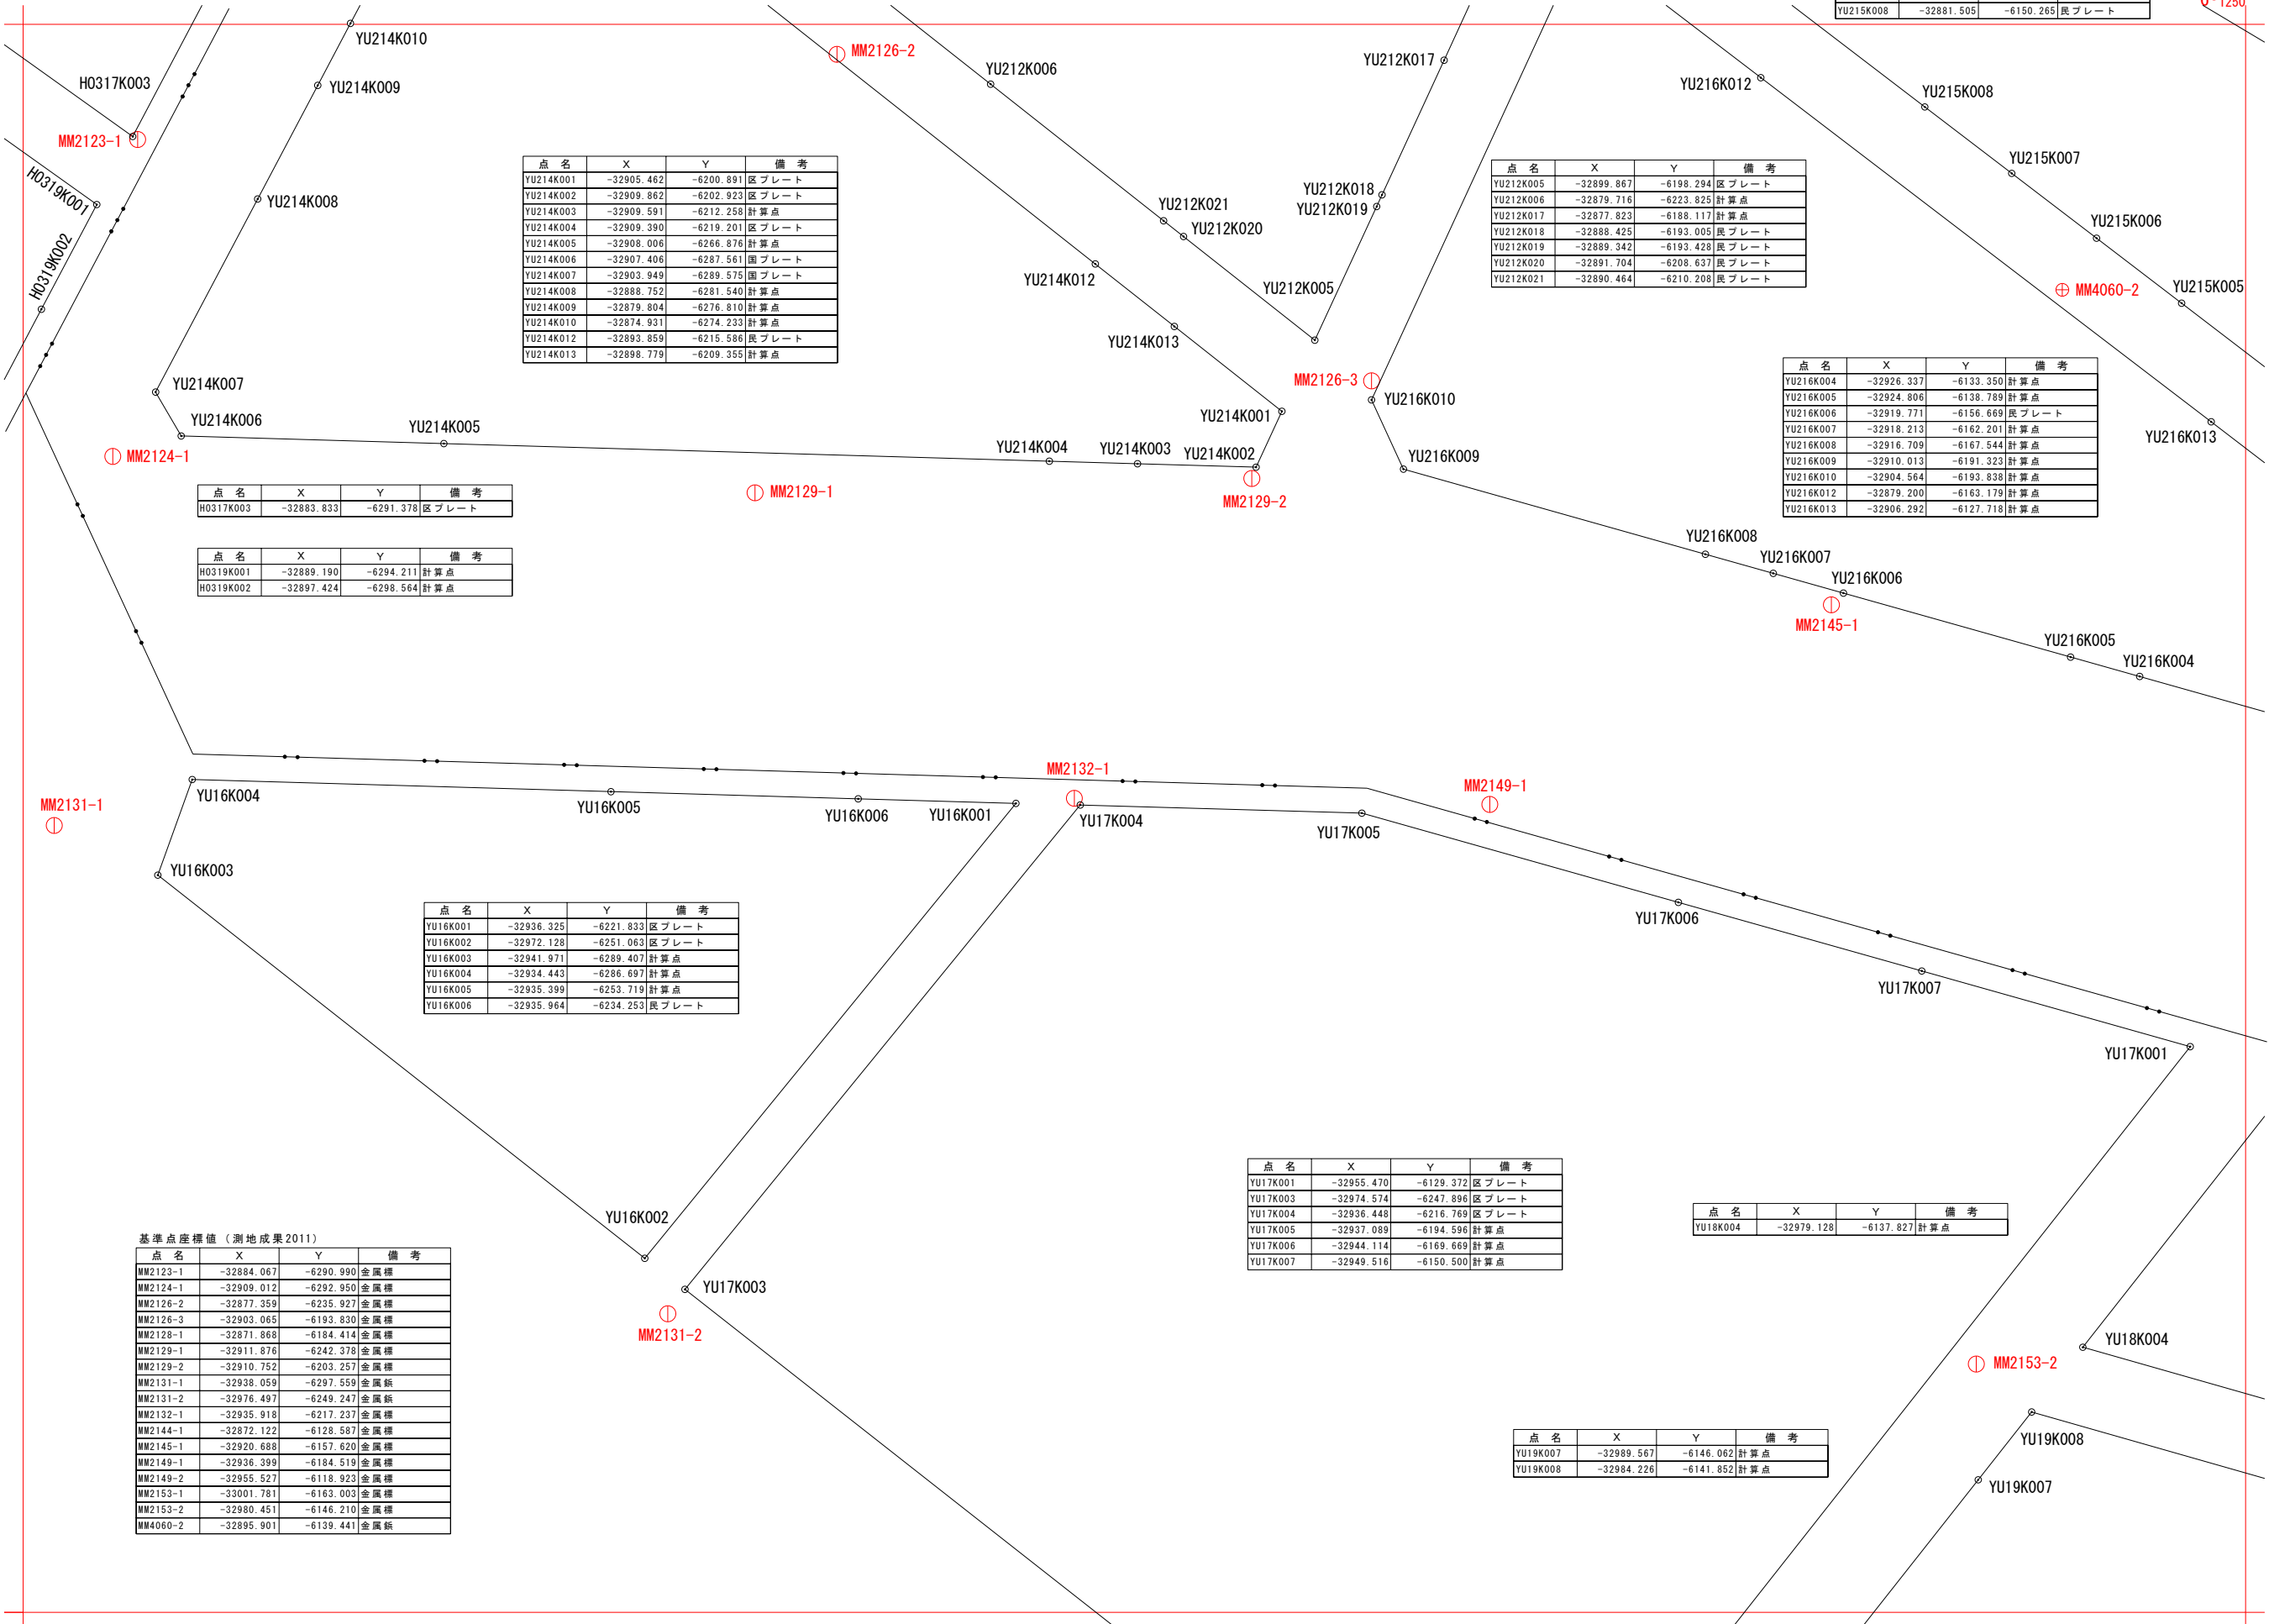 YU215K008 -32881.505 -6150.265 民プレート
YU214K010
MM2126-2
YU212K006
YU212K017
YU216K012
YU215K008
H0317K003
YU214K009
MM2123-1
YU215K007
H0319K001
YU214K008
YU212K018
YU212K019
YU212K021
YU212K020
YU215K006
H0319K002
YU214K012
YU212K005
MM4060-2
YU215K005
YU214K013
YU214K007
MM2126-3
YU216K010
YU214K001
YU214K006
YU214K005
YU214K004
YU214K003
YU214K002
YU216K009
YU216K013
MM2124-1
MM2129-1
MM2129-2
点名 X Y 備考
YU214K001 -32905.462 -6200.891 区プレート
YU214K002 -32909.862 -6202.923 区プレート
YU214K003 -32909.591 -6212.258 計算点
YU214K004 -32909.390 -6219.201 区プレート
YU214K005 -32908.006 -6266.876 計算点
YU214K006 -32907.406 -6287.561 国プレート
YU214K007 -32903.949 -6289.575 国プレート
YU214K008 -32888.752 -6281.540 計算点
YU214K009 -32879.804 -6276.810 計算点
YU214K010 -32874.931 -6274.233 計算点
YU214K012 -32893.859 -6215.586 民プレート
YU214K013 -32898.779 -6209.355 計算点
点名 X Y 備考
YU212K005 -32899.867 -6198.294 区プレート
YU212K006 -32879.716 -6223.825 計算点
YU212K017 -32877.823 -6188.117 計算点
YU212K018 -32888.425 -6193.005 民プレート
YU212K019 -32889.342 -6193.428 民プレート
YU212K020 -32891.704 -6208.637 民プレート
YU212K021 -32890.464 -6210.208 民プレート
点名 X Y 備考
YU216K004 -32926.337 -6133.350 計算点
YU216K005 -32924.806 -6138.789 計算点
YU216K006 -32919.771 -6156.669 民プレート
YU216K007 -32918.213 -6162.201 計算点
YU216K008 -32916.709 -6167.544 計算点
YU216K009 -32910.013 -6191.323 計算点
YU216K010 -32904.564 -6193.838 計算点
YU216K012 -32879.200 -6163.179 計算点
YU216K013 -32906.292 -6127.718 計算点
点名 X Y 備考
H0317K003 -32883.833 -6291.378 区プレート
点名 X Y 備考
H0319K001 -32889.190 -6294.211 計算点
H0319K002 -32897.424 -6298.564 計算点
YU216K008
YU216K007
YU216K006
MM2145-1
YU216K005
YU216K004
MM2131-1
YU16K004
YU16K005
YU16K006
YU16K001
MM2132-1
YU17K004
MM2149-1
YU17K005
YU16K003
YU17K006
YU17K007
YU17K001
点名 X Y 備考
YU16K001 -32936.325 -6221.833 区プレート
YU16K002 -32972.128 -6251.063 区プレート
YU16K003 -32941.971 -6289.407 計算点
YU16K004 -32934.443 -6286.697 計算点
YU16K005 -32935.399 -6253.719 計算点
YU16K006 -32935.964 -6234.253 民プレート
YU16K002
YU17K003
MM2131-2
点名 X Y 備考
YU17K001 -32955.470 -6129.372 区プレート
YU17K003 -32974.574 -6247.896 区プレート
YU17K004 -32936.448 -6216.769 区プレート
YU17K005 -32937.089 -6194.596 計算点
YU17K006 -32944.114 -6169.669 計算点
YU17K007 -32949.516 -6150.500 計算点
点名 X Y 備考
YU18K004 -32979.128 -6137.827 計算点
YU18K004
MM2153-2
基準点座標値（測地成果2011）
点名 X Y 備考
MM2123-1 -32884.067 -6290.990 金属標
MM2124-1 -32909.012 -6292.950 金属標
MM2126-2 -32877.359 -6235.927 金属標
MM2126-3 -32903.065 -6193.830 金属標
MM2128-1 -32871.868 -6184.414 金属標
MM2129-1 -32911.876 -6242.378 金属標
MM2129-2 -32910.752 -6203.257 金属標
MM2131-1 -32938.059 -6297.559 金属鋲
MM2131-2 -32976.497 -6249.247 金属鋲
MM2132-1 -32935.918 -6217.237 金属標
MM2144-1 -32872.122 -6128.587 金属標
MM2145-1 -32920.688 -6157.620 金属標
MM2149-1 -32936.399 -6184.519 金属標
MM2149-2 -32955.527 -6118.923 金属標
MM2153-1 -33001.781 -6163.003 金属標
MM2153-2 -32980.451 -6146.210 金属標
MM4060-2 -32895.901 -6139.441 金属鋲
点名 X Y 備考
YU19K007 -32989.567 -6146.062 計算点
YU19K008 -32984.226 -6141.852 計算点
YU19K008
YU19K007